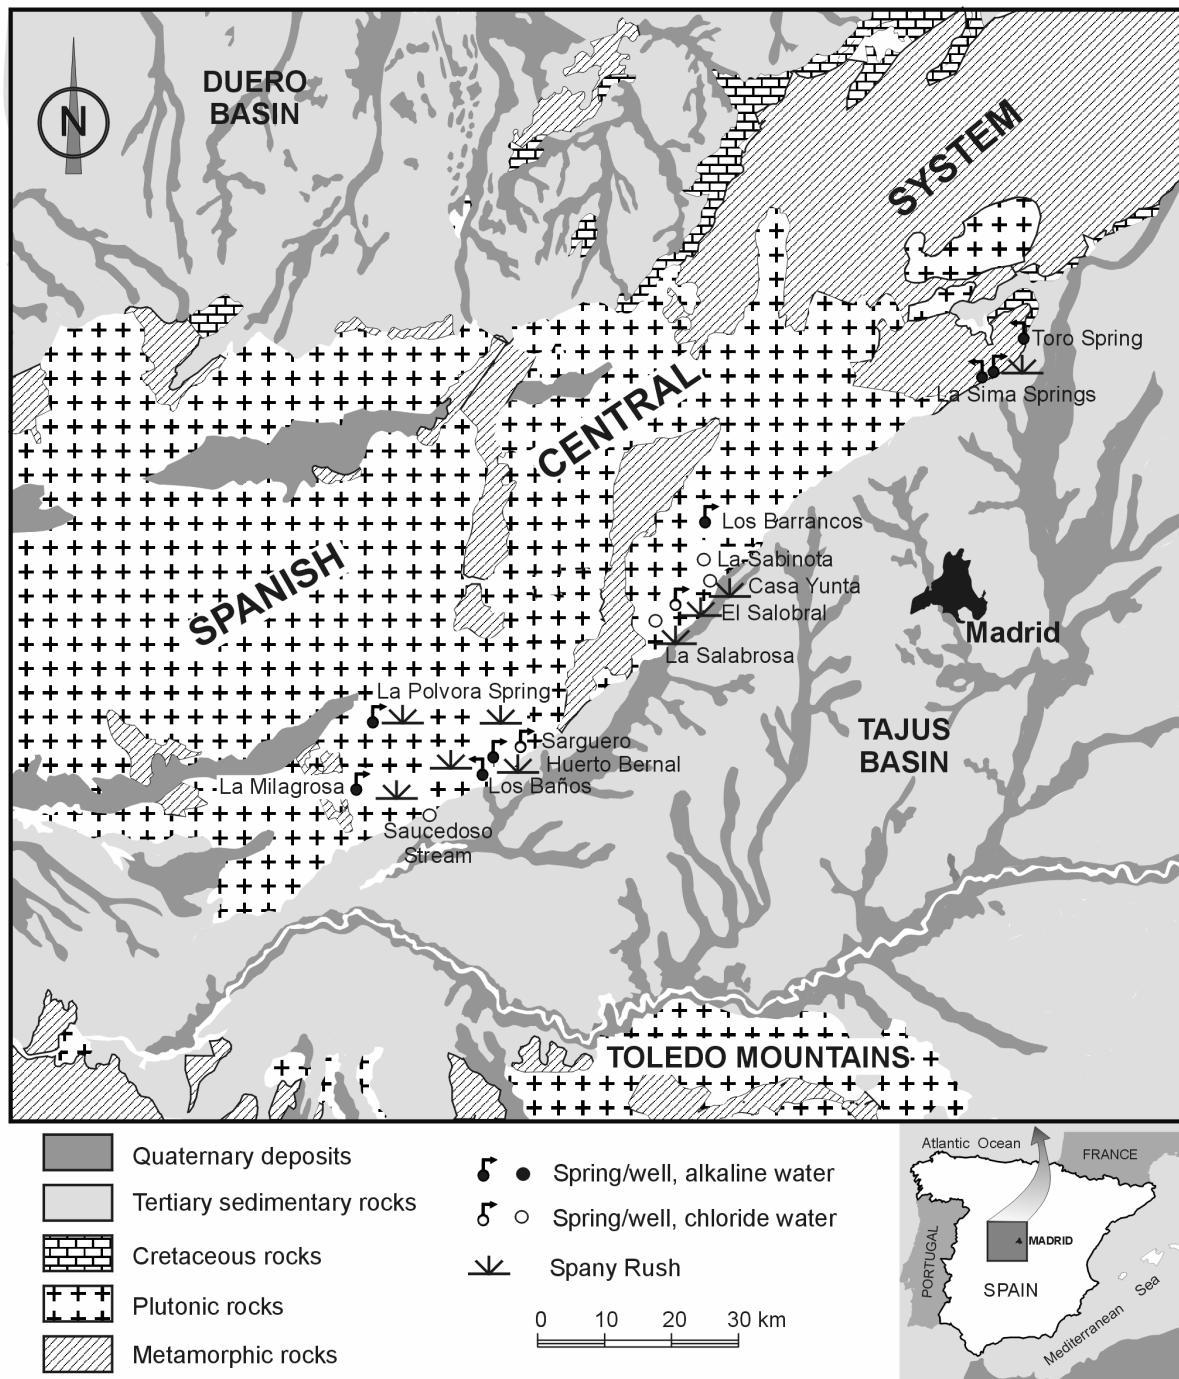 DUERO
BASIN
N
SYSTEM
Toro Spring
La Sima Springs
CENTRAL
Los Barrancos
La Sabinota
Casa Yunta
El Salobral
La Salabrosa
Madrid
SPANISH
La Polvora Spring
Sarguero
Huerto Bernal
Los Baños
La Milagrosa
Saucedoso
Stream
TAJUS
BASIN
TOLEDO MOUNTAINS
Quaternary deposits
Tertiary sedimentary rocks
Cretaceous rocks
Plutonic rocks
Metamorphic rocks
Spring/well, alkaline water
Spring/well, chloride water
Spany Rush
0 10 20 30 km
Atlantic Ocean
FRANCE
PORTUGAL
MADRID
SPAIN
Mediterranean Sea